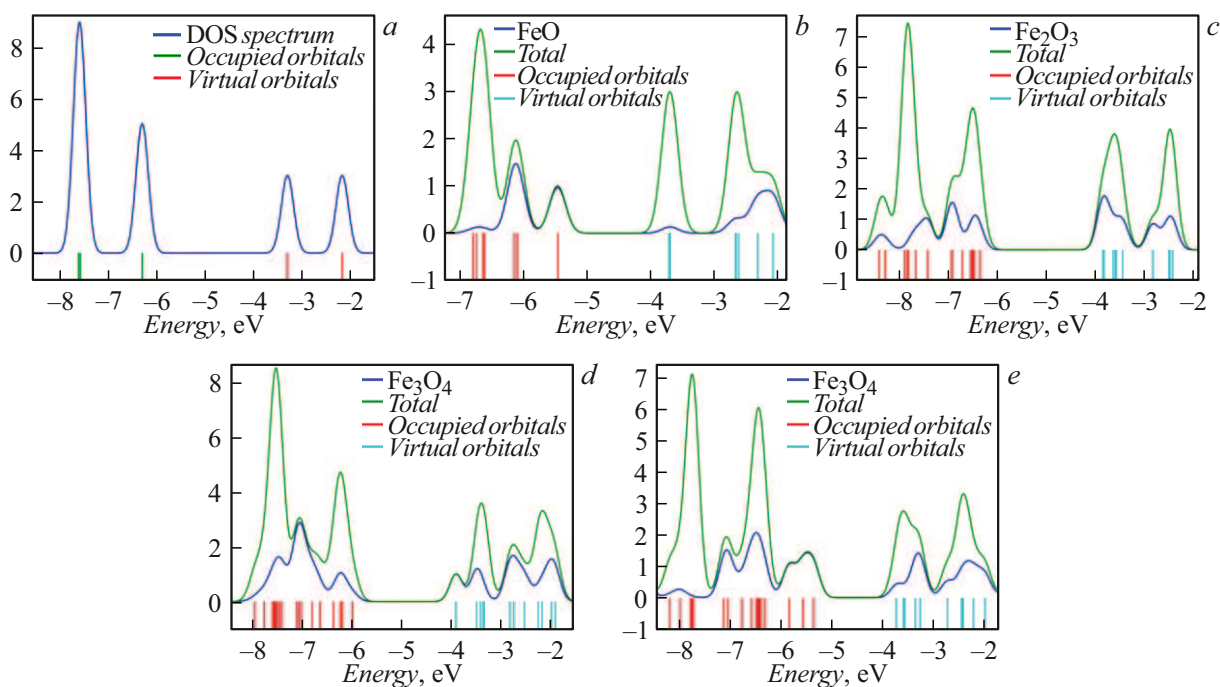 a
DOS spectrum
Occupied orbitals
Virtual orbitals
8
6
4
2
0
–8 –7 –6 –5 –4 –3 –2
Energy, eV
b
FeO
Total
Occupied orbitals
Virtual orbitals
4
3
2
1
0
–1
–7 –6 –5 –4 –3 –2
Energy, eV
c
Fe₂O₃
Total
Occupied orbitals
Virtual orbitals
7
6
5
4
3
2
1
0
–1
–8 –7 –6 –5 –4 –3 –2
Energy, eV
d
Fe₃O₄
Total
Occupied orbitals
Virtual orbitals
8
6
4
2
0
–8 –7 –6 –5 –4 –3 –2
Energy, eV
e
Fe₃O₄
Total
Occupied orbitals
Virtual orbitals
7
6
5
4
3
2
1
0
–1
–8 –7 –6 –5 –4 –3 –2
Energy, eV